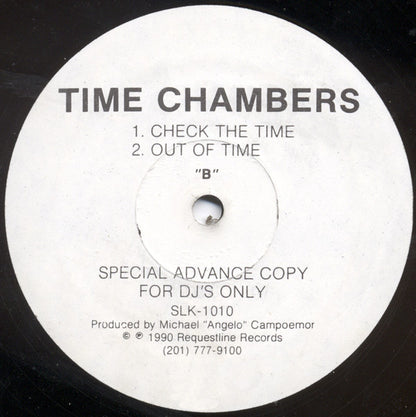 TIME CHAMBERS
1. CHECK THE TIME
2. OUT OF TIME
"B"
SPECIAL ADVANCE COPY
FOR DJ'S ONLY
SLK-1010
Produced by Michael "Angelo" Campoemor
© ℗ 1990 Requestline Records
(201) 777-9100